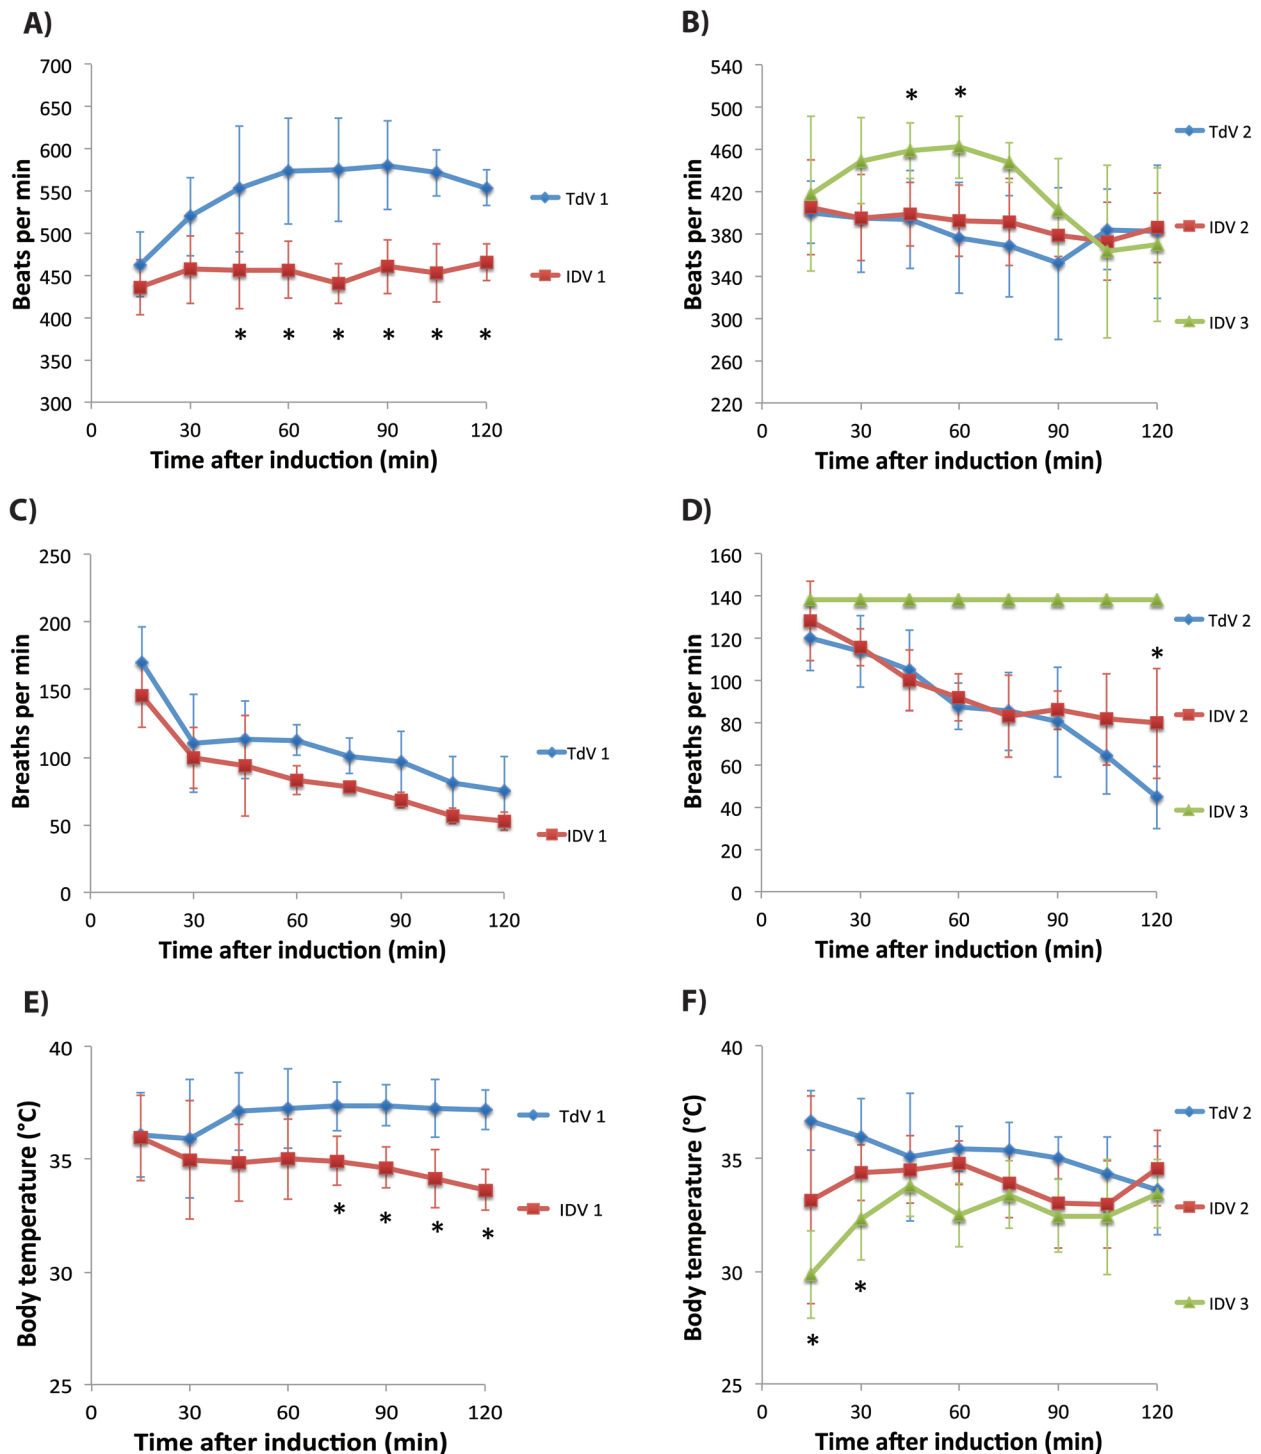 A)
700
650
600
550
500
450
400
350
300
Beats per min
0 30 60 90 120
Time after induction (min)
TdV 1
IDV 1
* * * * * *
B)
540
500
460
420
380
340
300
260
220
Beats per min
0 30 60 90 120
Time after induction (min)
* *
TdV 2
IDV 2
IDV 3
C)
250
200
150
100
50
0
Breaths per min
0 30 60 90 120
Time after induction (min)
TdV 1
IDV 1
D)
160
140
120
100
80
60
40
20
0
Breaths per min
0 30 60 90 120
Time after induction (min)
*
TdV 2
IDV 2
IDV 3
E)
40
35
30
25
Body temperature (°C)
0 30 60 90 120
Time after induction (min)
TdV 1
IDV 1
* * * *
F)
40
35
30
25
Body temperature (°C)
0 30 60 90 120
Time after induction (min)
* *
TdV 2
IDV 2
IDV 3